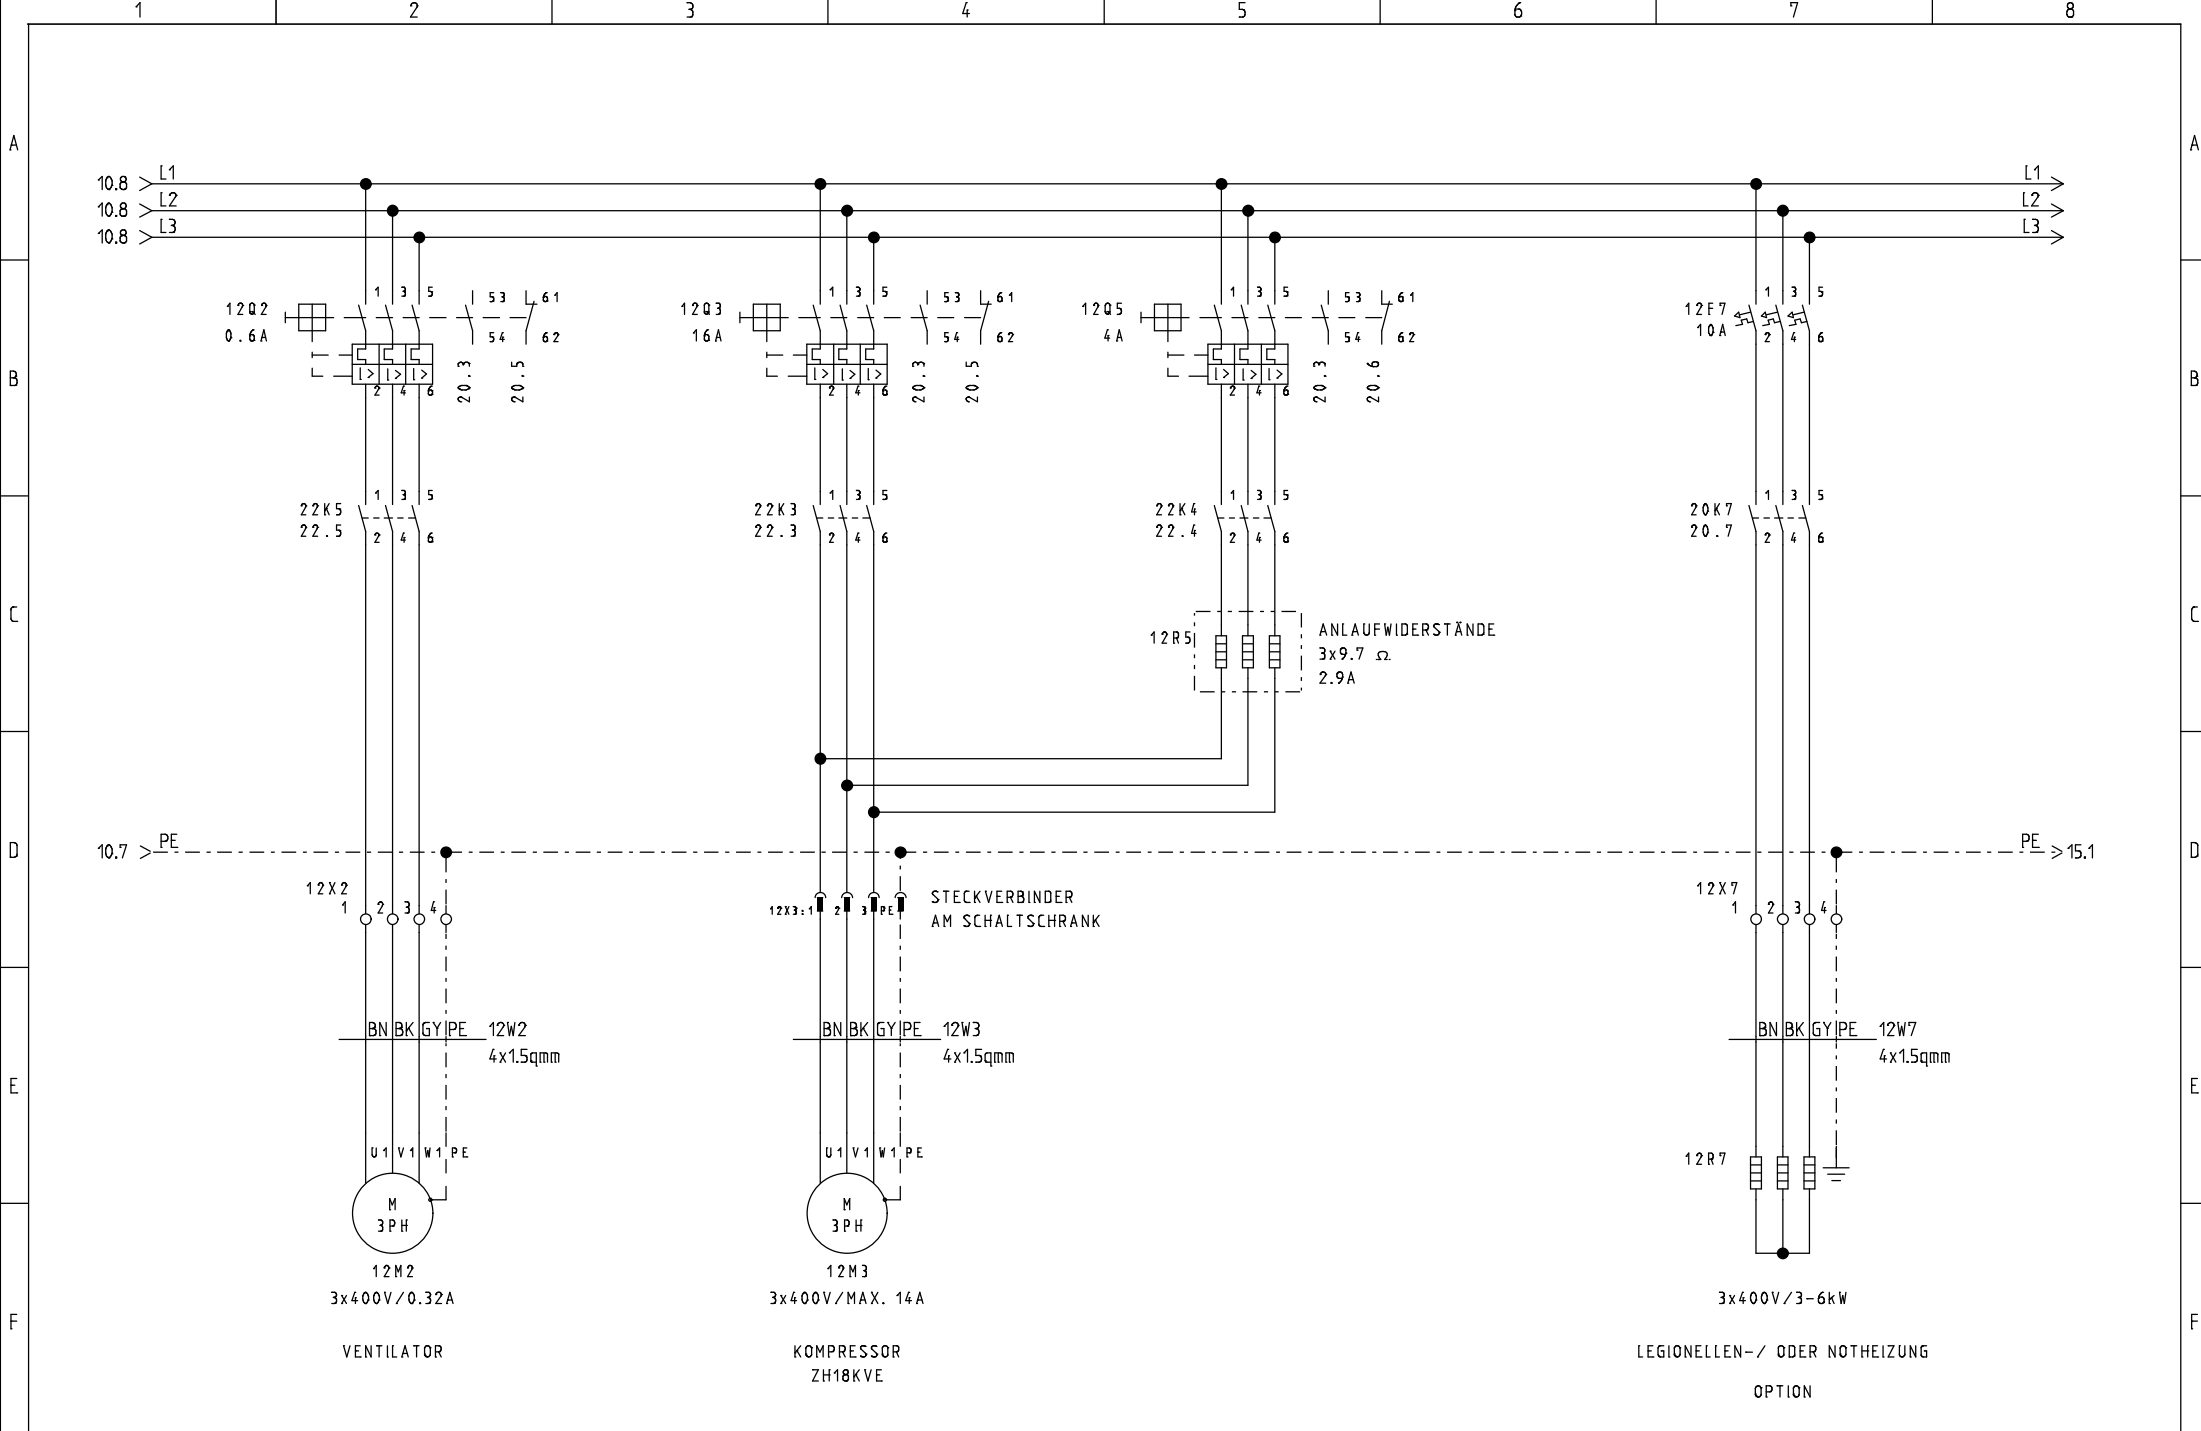 1 2 3 4 5 6 7 8
A A
10.8 L1 L1
10.8 L2 L2
10.8 L3 L3
12Q2 1 3 5 53 61
0.6A 54 62
2 4 6 20.3 20.5
12Q3 1 3 5 53 61
16A 54 62
2 4 6 20.3 20.5
12Q5 1 3 5 53 61
4A 54 62
2 4 6 20.3 20.6
12F7 1 3 5
10A 2 4 6
I> I> I> I> I> I> I> I> I>
B B
22K5 1 3 5
22.5 2 4 6
22K3 1 3 5
22.3 2 4 6
22K4 1 3 5
22.4 2 4 6
20K7 1 3 5
20.7 2 4 6
C C
12R5 ANLAUFWIDERSTÄNDE
3x9.7 Ω
2.9A
D 10.7 PE PE 15.1 D
12X2
1 2 3 4
12X3:1 2 3 PE
STECKVERBINDER
AM SCHALTSCHRANK
12X7
1 2 3 4
BN BK GY PE 12W2
4x1.5qmm
BN BK GY PE 12W3
4x1.5qmm
BN BK GY PE 12W7
4x1.5qmm
E E
U1 V1 W1 PE
M
3PH
12M2
3x400V/0.32A
VENTILATOR
U1 V1 W1 PE
M
3PH
12M3
3x400V/MAX. 14A
KOMPRESSOR
ZH18KVE
12R7
3x400V/3-6kW
LEGIONELLEN-/ ODER NOTHEIZUNG
OPTION
F F